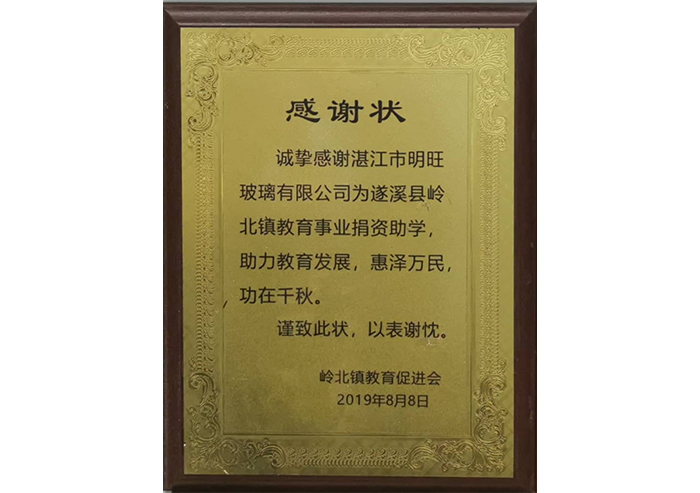 感谢状
诚挚感谢湛江市明旺
玻璃有限公司为遂溪县岭
北镇教育事业捐资助学，
助力教育发展，惠泽万民，
功在千秋。
谨致此状，以表谢忱。
岭北镇教育促进会
2019年8月8日